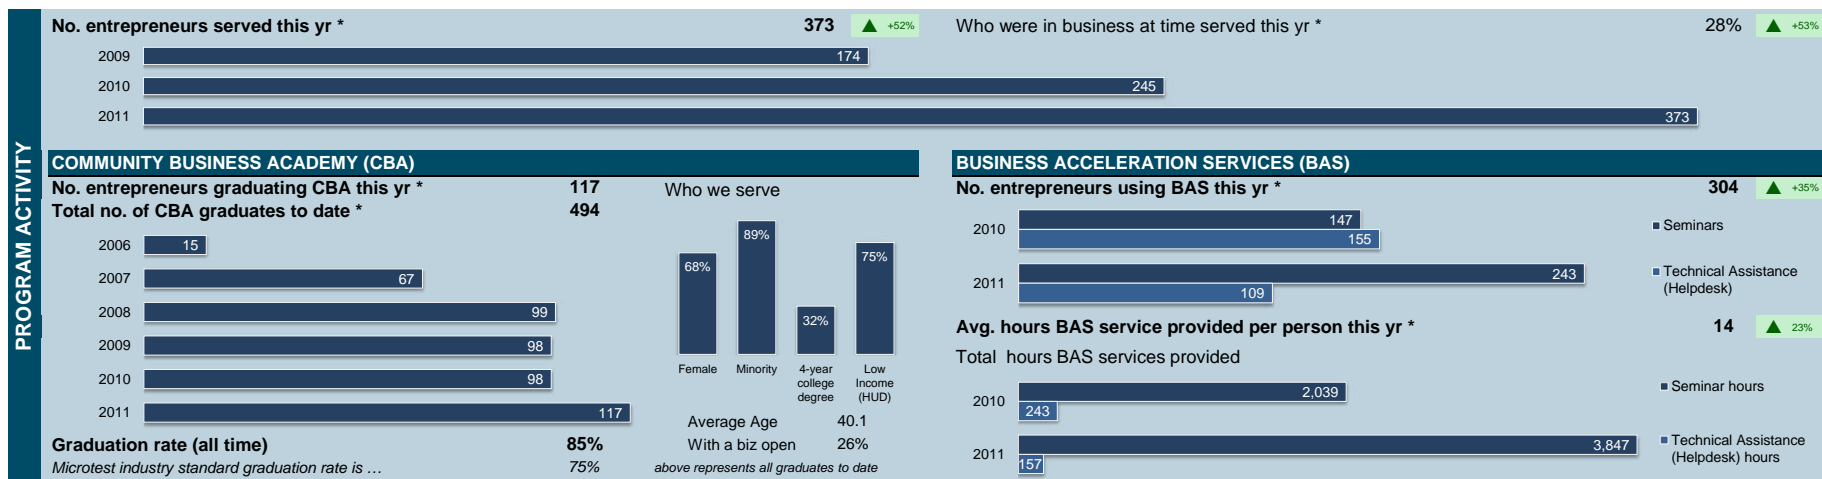 PROGRAM ACTIVITY
No. entrepreneurs served this yr * 373 ▲ +52%
2009 174
2010 245
2011 373
Who were in business at time served this yr * 28% ▲ +53%
COMMUNITY BUSINESS ACADEMY (CBA)
No. entrepreneurs graduating CBA this yr * 117
Total no. of CBA graduates to date * 494
2006 15
2007 67
2008 99
2009 98
2010 98
2011 117
Graduation rate (all time) 85%
Microtest industry standard graduation rate is … 75%
Who we serve
68% 89% 32% 75%
Female Minority 4-year Low
college Income
degree (HUD)
Average Age 40.1
With a biz open 26%
above represents all graduates to date
BUSINESS ACCELERATION SERVICES (BAS)
No. entrepreneurs using BAS this yr * 304 ▲ +35%
2010 147
155
2011 243
109
Seminars
Technical Assistance
(Helpdesk)
Avg. hours BAS service provided per person this yr * 14 ▲ 23%
Total hours BAS services provided
2010 2,039
243
2011 3,847
157
Seminar hours
Technical Assistance
(Helpdesk) hours